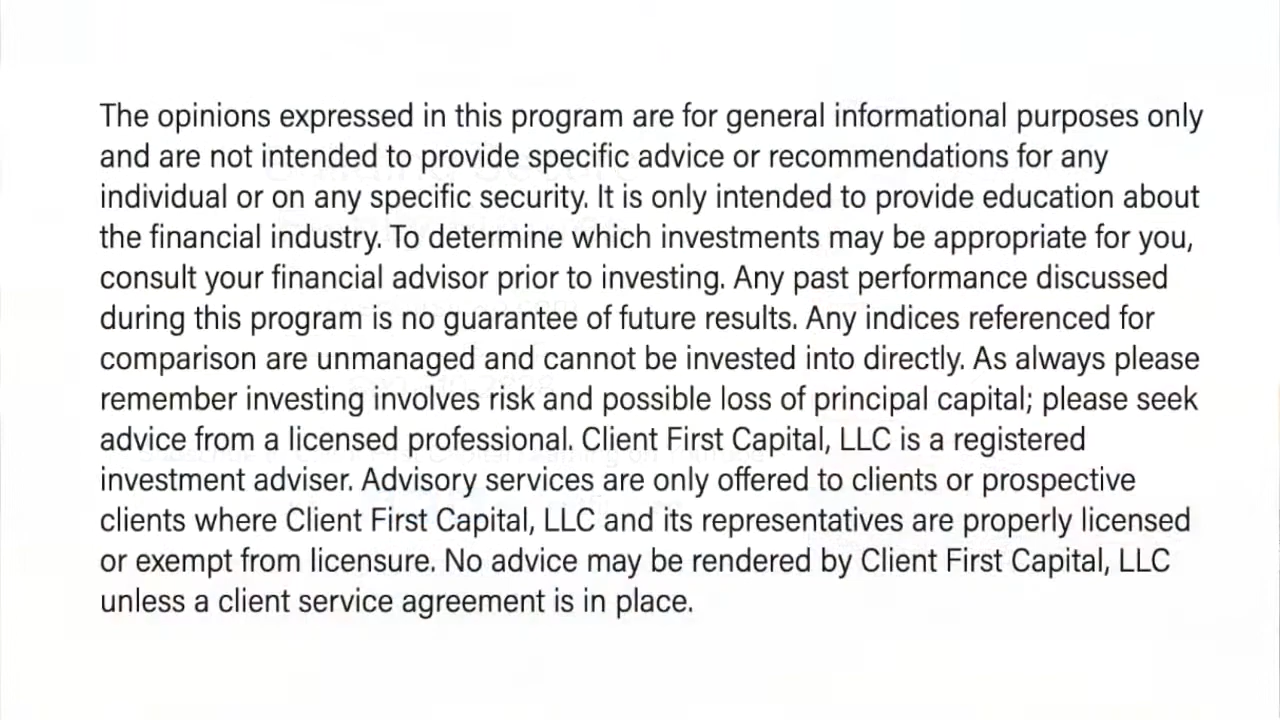 The opinions expressed in this program are for general informational purposes only
and are not intended to provide specific advice or recommendations for any
individual or on any specific security. It is only intended to provide education about
the financial industry. To determine which investments may be appropriate for you,
consult your financial advisor prior to investing. Any past performance discussed
during this program is no guarantee of future results. Any indices referenced for
comparison are unmanaged and cannot be invested into directly. As always please
remember investing involves risk and possible loss of principal capital; please seek
advice from a licensed professional. Client First Capital, LLC is a registered
investment adviser. Advisory services are only offered to clients or prospective
clients where Client First Capital, LLC and its representatives are properly licensed
or exempt from licensure. No advice may be rendered by Client First Capital, LLC
unless a client service agreement is in place.